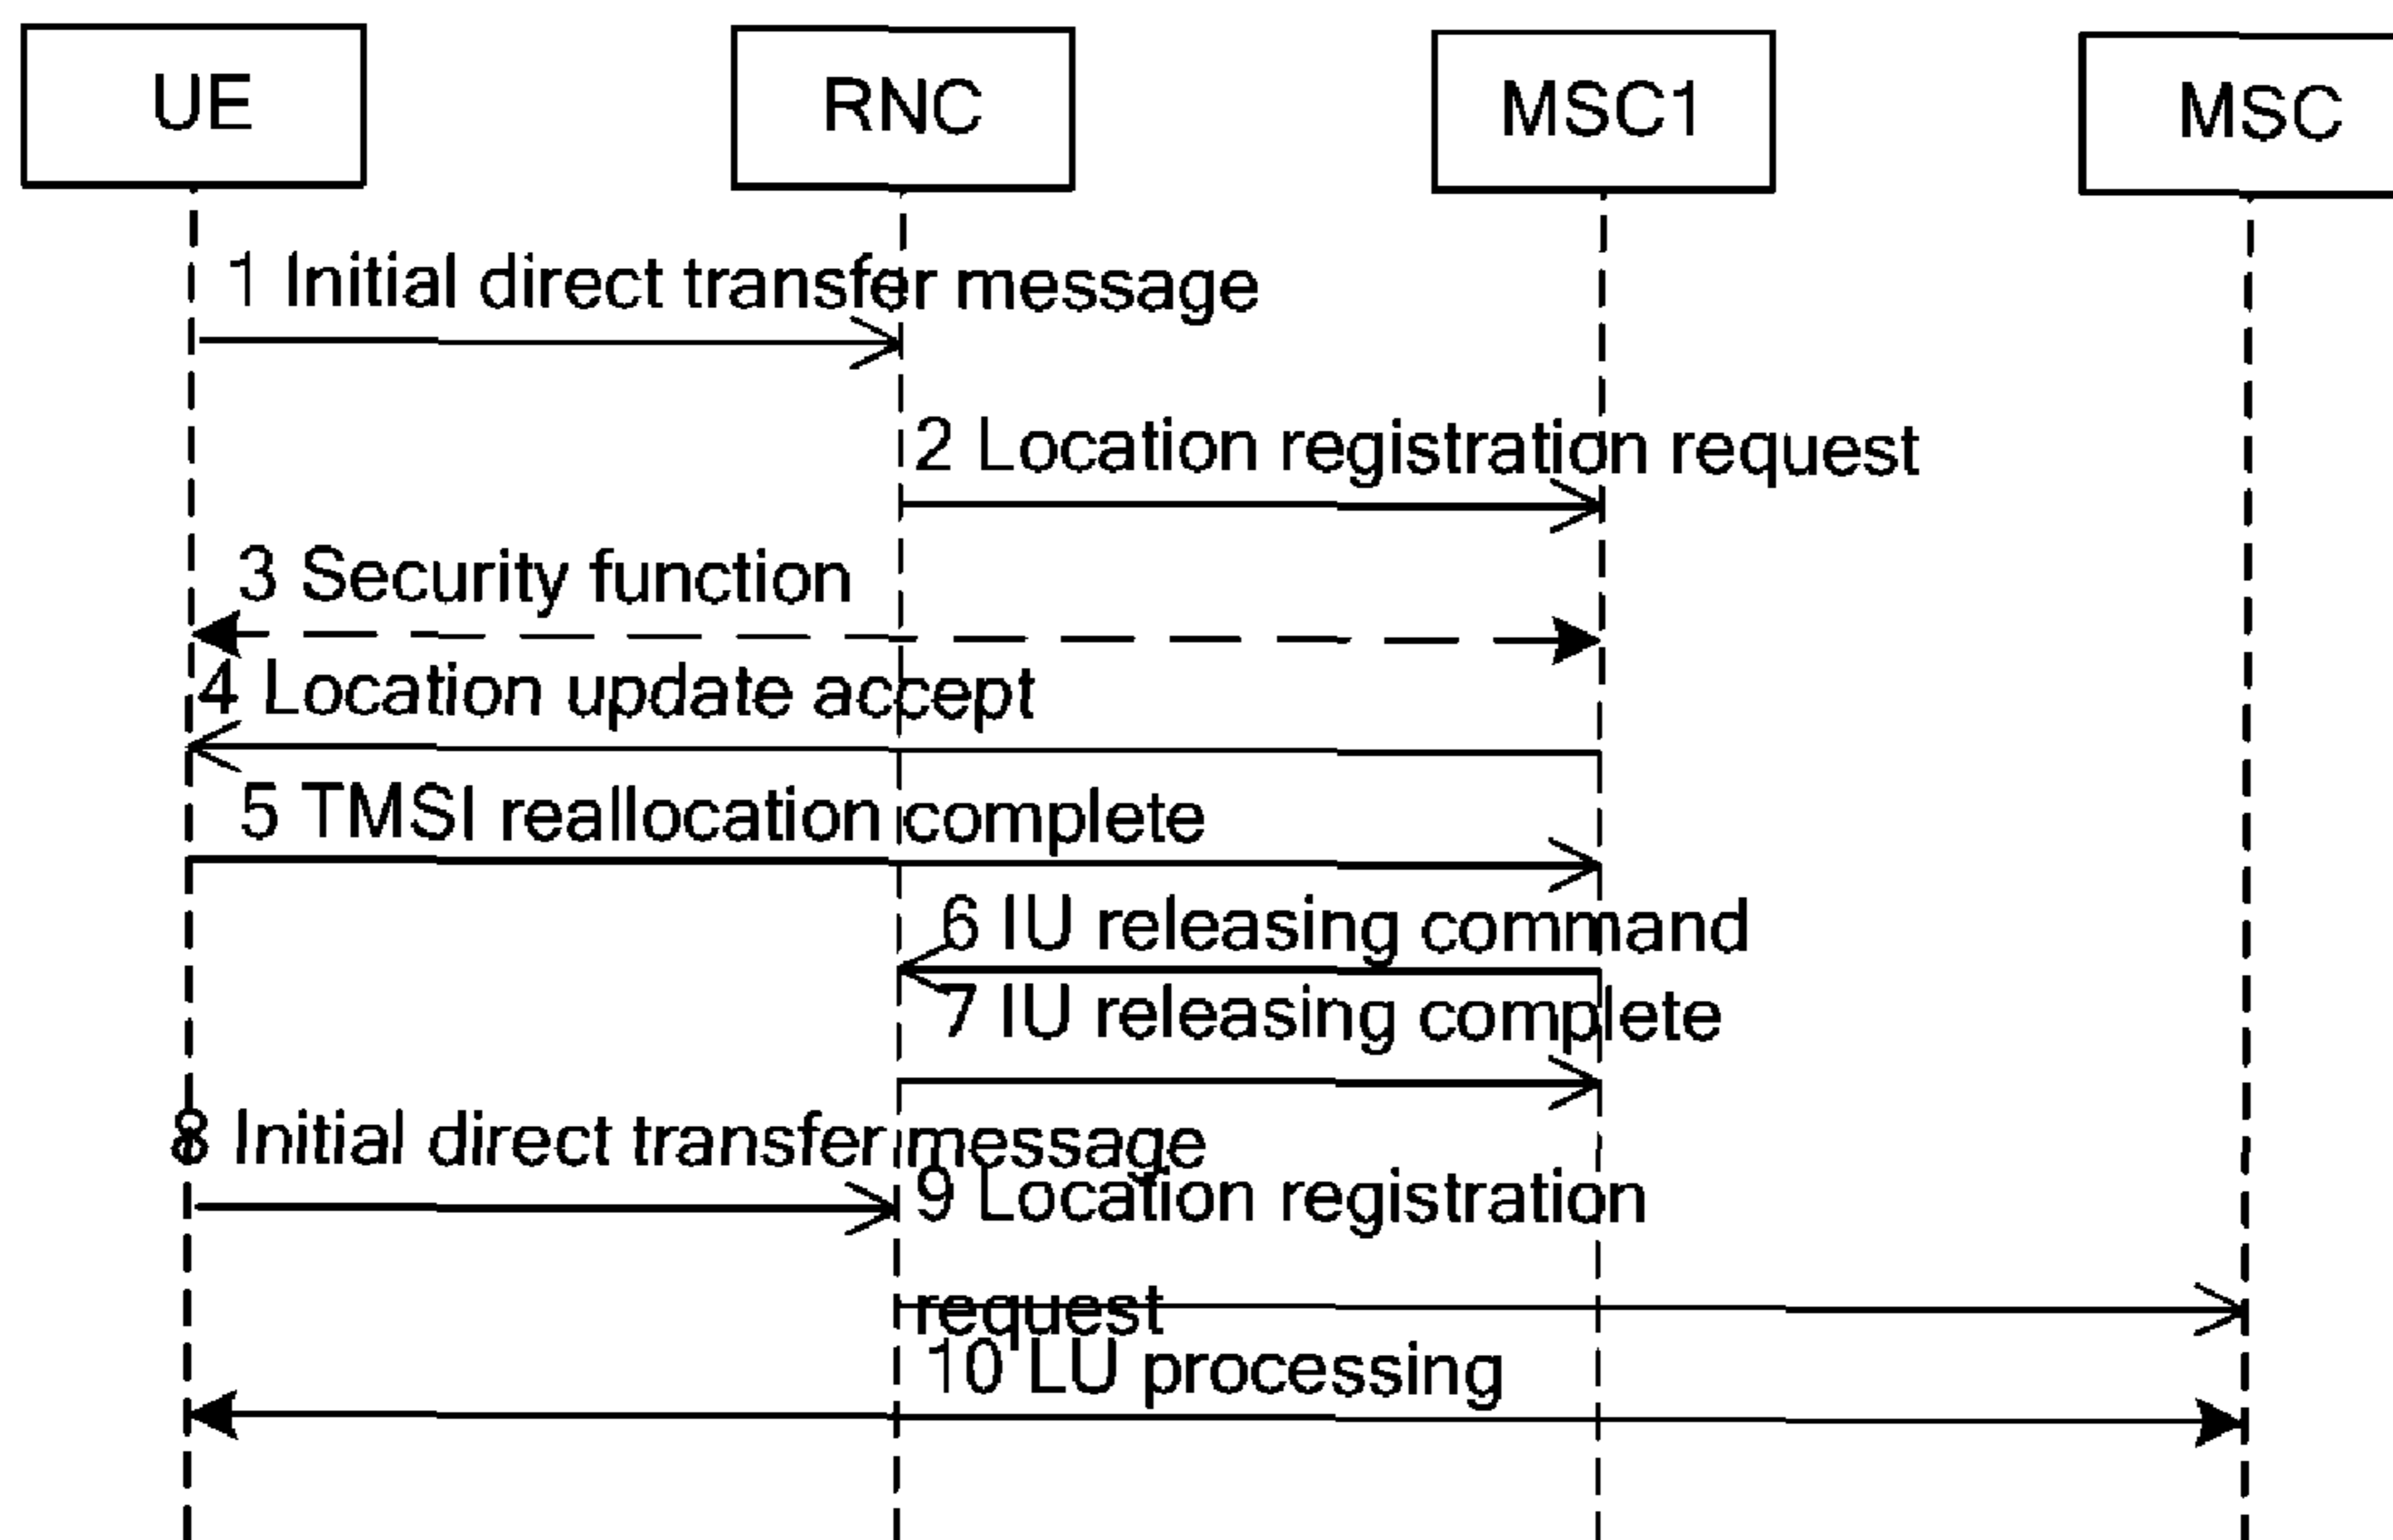 UE
RNC
MSC1
MSC
1 Initial direct transfer message
2 Location registration request
3 Security function
4 Location update accept
5 TMSI reallocation complete
6 IU releasing command
7 IU releasing complete
8 Initial direct transfer message
9 Location registration
request
10 LU processing